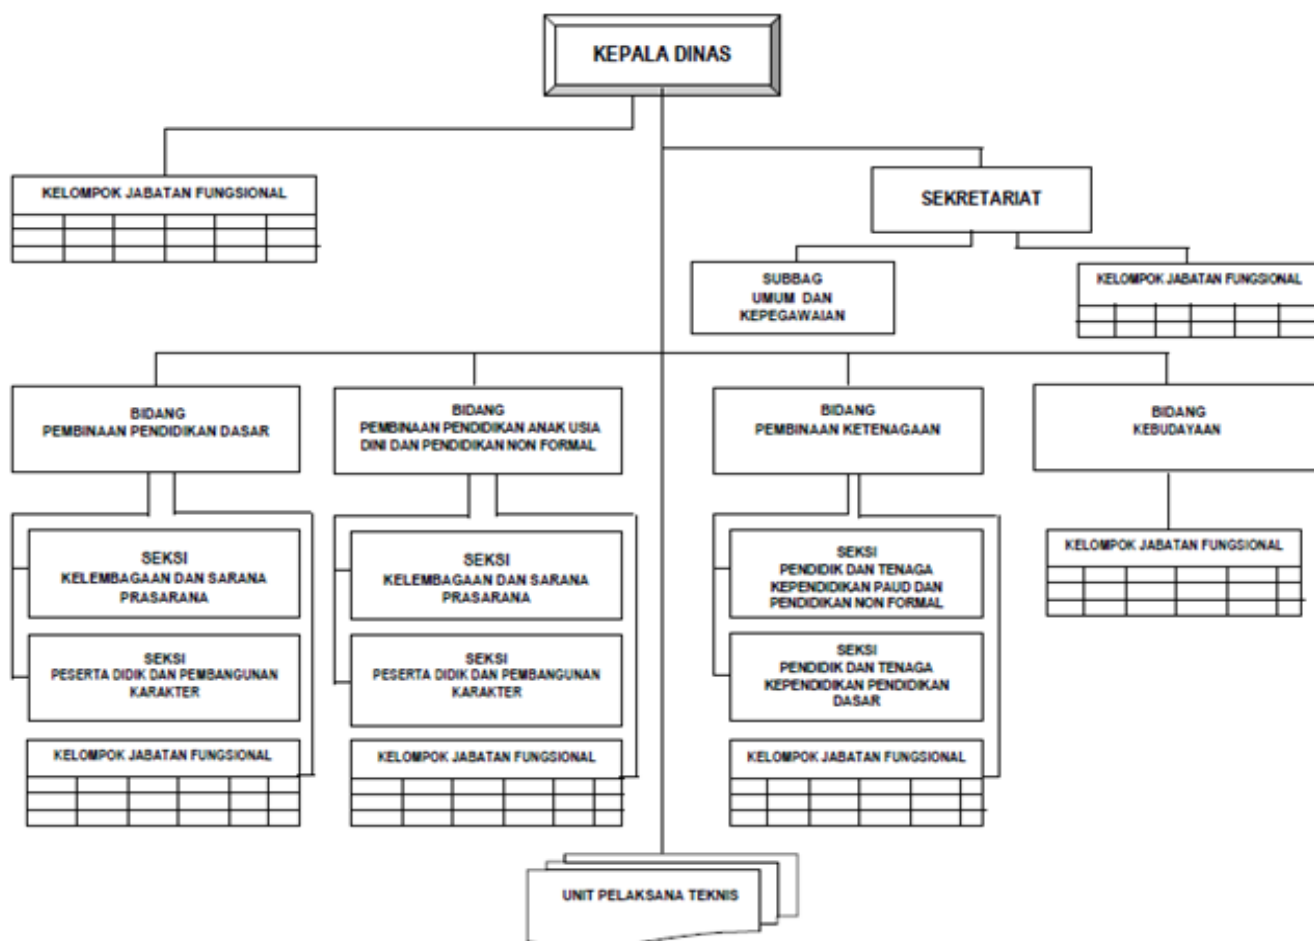 KEPALA DINAS
KELOMPOK JABATAN FUNGSIONAL
SEKRETARIAT
SUBBAG
UMUM DAN
KEPEGAWAIAN
KELOMPOK JABATAN FUNGSIONAL
BIDANG
PEMBINAAN PENDIDIKAN DASAR
BIDANG
PEMBINAAN PENDIDIKAN ANAK USIA
DINI DAN PENDIDIKAN NON FORMAL
BIDANG
PEMBINAAN KETENAGAAN
BIDANG
KEBUDAYAAN
SEKSI
KELEMBAGAAN DAN SARANA
PRASARANA
SEKSI
KELEMBAGAAN DAN SARANA
PRASARANA
SEKSI
PENDIDIK DAN TENAGA
KEPENDIDIKAN PAUD DAN
PENDIDIKAN NON FORMAL
KELOMPOK JABATAN FUNGSIONAL
SEKSI
PESERTA DIDIK DAN PEMBANGUNAN
KARAKTER
SEKSI
PESERTA DIDIK DAN PEMBANGUNAN
KARAKTER
SEKSI
PENDIDIK DAN TENAGA
KEPENDIDIKAN PENDIDIKAN
DASAR
KELOMPOK JABATAN FUNGSIONAL
KELOMPOK JABATAN FUNGSIONAL
KELOMPOK JABATAN FUNGSIONAL
UNIT PELAKSANA TEKNIS